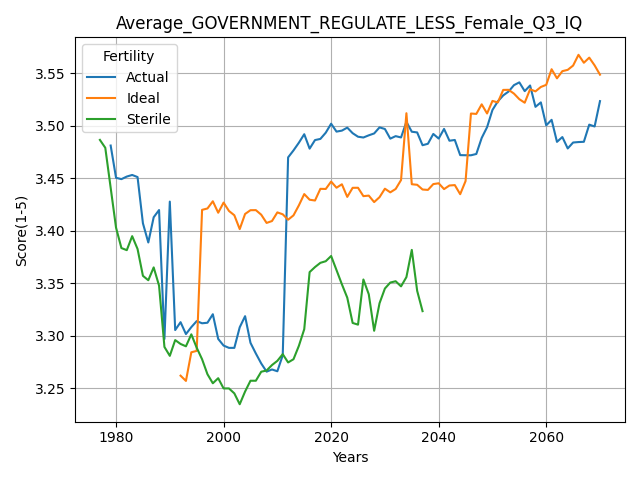 Average_GOVERNMENT_REGULATE_LESS_Female_Q3_IQ
Fertility
Actual
Ideal
Sterile
Score(1-5)
3.55
3.50
3.45
3.40
3.35
3.30
3.25
1980 2000 2020 2040 2060
Years